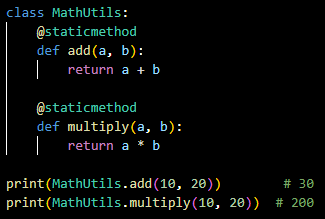 class MathUtils:
    @staticmethod
    def add(a, b):
        return a + b

    @staticmethod
    def multiply(a, b):
        return a * b

print(MathUtils.add(10, 20))        # 30
print(MathUtils.multiply(10, 20))  # 200